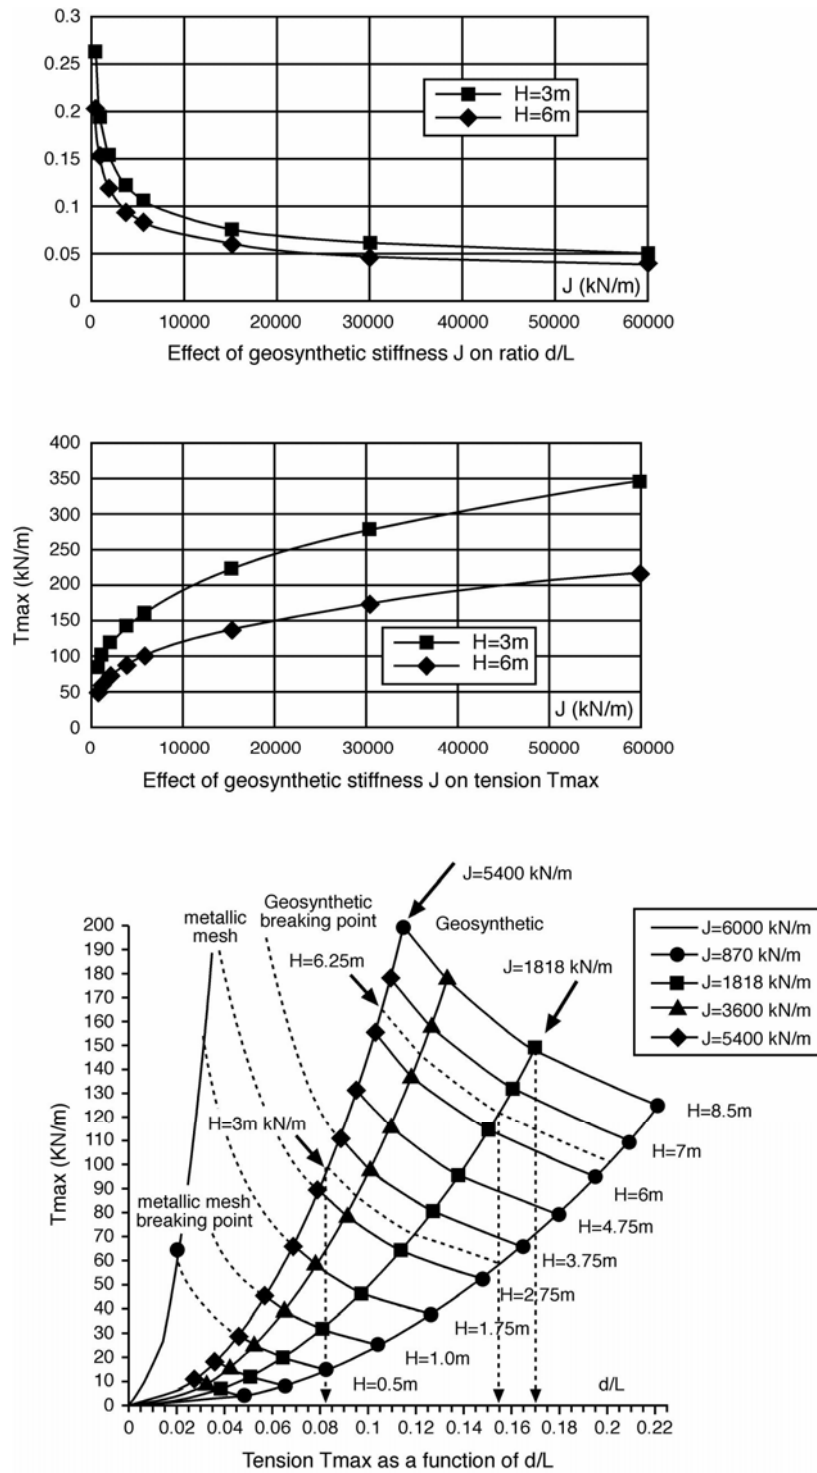 0.3
0.25
0.2
0.15
0.1
0.05
0
H=3m
H=6m
J (kN/m)
0 10000 20000 30000 40000 50000 60000
Effect of geosynthetic stiffness J on ratio d/L
400
350
300
250
200
150
100
50
0
Tmax (kN/m)
H=3m
H=6m
J (kN/m)
0 10000 20000 30000 40000 50000 60000
Effect of geosynthetic stiffness J on tension Tmax
J=5400 kN/m
Geosynthetic
breaking point
Geosynthetic
metallic
mesh
H=6.25m
J=1818 kN/m
J=6000 kN/m
J=870 kN/m
J=1818 kN/m
J=3600 kN/m
J=5400 kN/m
200
190
180
170
160
150
140
130
120
110
100
90
80
70
60
50
40
30
20
10
0
Tmax (KN/m)
H=3m kN/m
metallic mesh
breaking point
H=8.5m
H=7m
H=6m
H=4.75m
H=3.75m
H=2.75m
H=1.75m
H=1.0m
H=0.5m
d/L
0 0.02 0.04 0.06 0.08 0.1 0.12 0.14 0.16 0.18 0.2 0.22
Tension Tmax as a function of d/L